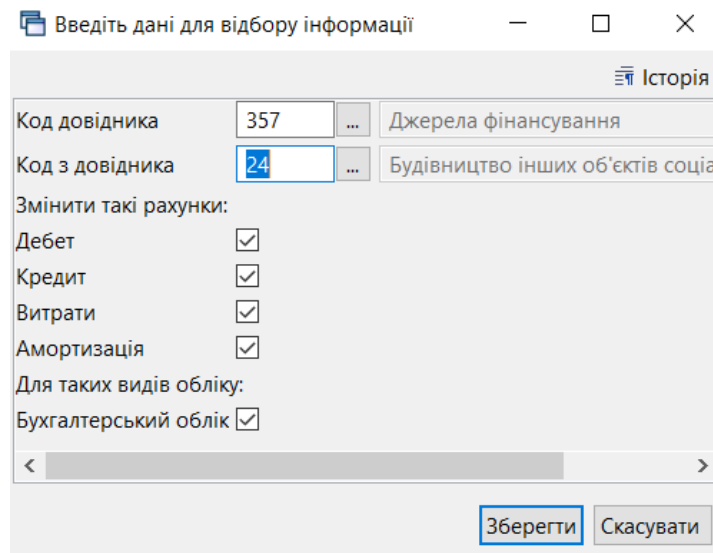 Введіть дані для відбору інформації
Історія
Код довідника 357 ... Джерела фінансування
Код з довідника 24 ... Будівництво інших об'єктів соціа
Змінити такі рахунки:
Дебет
Кредит
Витрати
Амортизація
Для таких видів обліку:
Бухгалтерський облік
Зберегти Скасувати